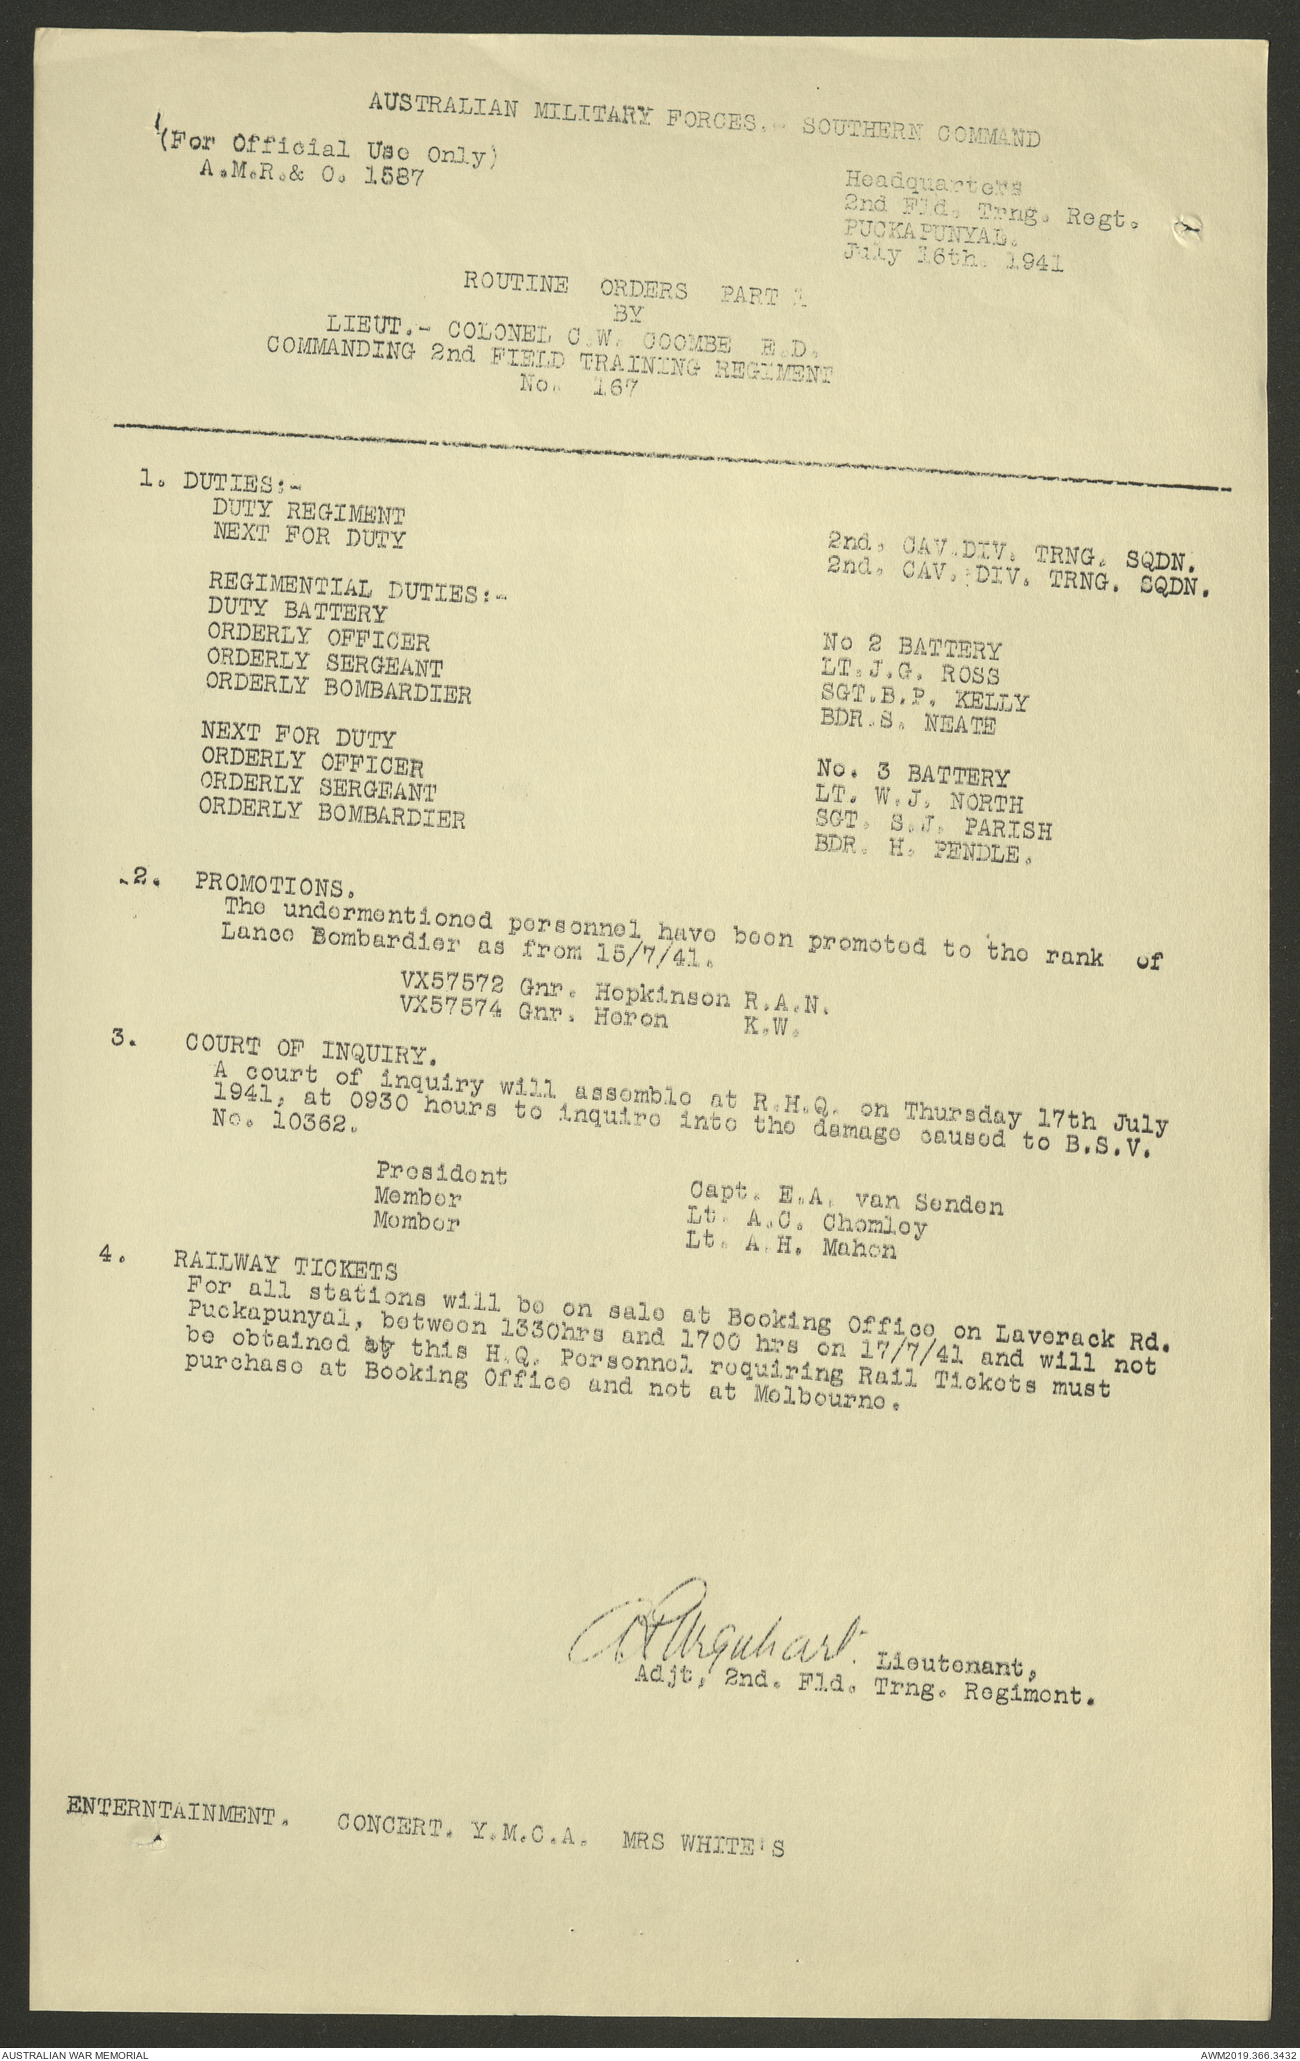 AUSTRALIAN MILITARY FORCES.- SOUTHERN COMMAND
(For Official Use Only)
A.M.R.& O. 1587
Headquarters
2nd Fld. Trng. Regt.
PUCKAPUNYAL.
July 16th. 1941
ROUTINE ORDERS PART 1
BY
LIEUT.- COLONEL C.W. COOMBE E.D.
COMMANDING 2nd FIELD TRAINING REGIMENT
No. 167
1. DUTIES:-
DUTY REGIMENT 2nd. CAV.DIV. TRNG. SQDN.
NEXT FOR DUTY 2nd. CAV. DIV. TRNG. SQDN.
REGIMENTIAL DUTIES:-
DUTY BATTERY No 2 BATTERY
ORDERLY OFFICER LT.J.G. ROSS
ORDERLY SERGEANT SGT.B.P. KELLY
ORDERLY BOMBARDIER BDR.S. NEATE
NEXT FOR DUTY No. 3 BATTERY
ORDERLY OFFICER LT. W.J. NORTH
ORDERLY SERGEANT SGT. S.J. PARISH
ORDERLY BOMBARDIER BDR. H. PENDLE.
2. PROMOTIONS.
The undermentioned personnel have been promoted to the rank of
Lance Bombardier as from 15/7/41.
VX57572 Gnr. Hopkinson R.A.N.
VX57574 Gnr. Heron K.W.
3. COURT OF INQUIRY.
A court of inquiry will assemble at R.H.Q. on Thursday 17th July
1941, at 0930 hours to inquire into the damage caused to B.S.V.
No. 10362.
President Capt. E.A. van Senden
Member Lt. A.C. Chomley
Member Lt. A.H. Mahon
4. RAILWAY TICKETS
For all stations will be on sale at Booking Office on Laverack Rd.
Puckapunyal, between 1330hrs and 1700 hrs on 17/7/41 and will not
be obtained at this H.Q. Personnel requiring Rail Tickets must
purchase at Booking Office and not at Melbourne.
Urquhart. Lieutenant,
Adjt, 2nd. Fld. Trng. Regiment.
ENTERNTAINMENT. CONCERT. Y.M.C.A. MRS WHITE'S
AUSTRALIAN WAR MEMORIAL
AWM2019.366.3432